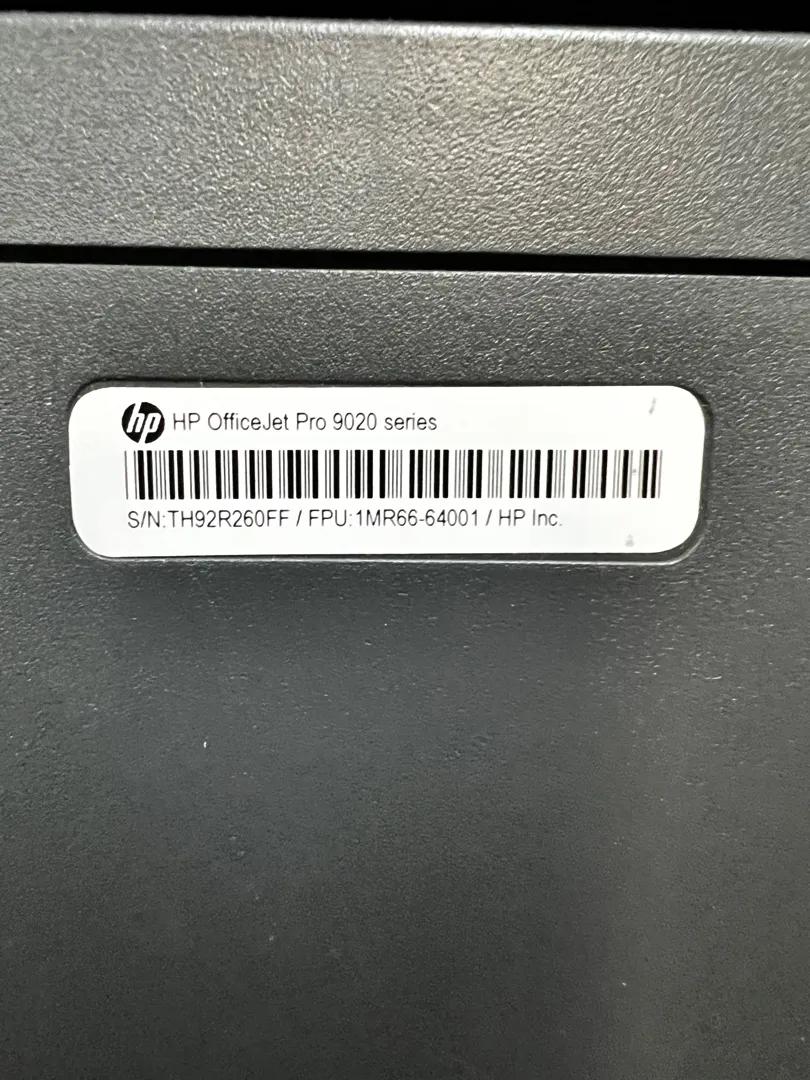 hp HP OfficeJet Pro 9020 series
S/N:TH92R260FF / FPU:1MR66-64001 / HP Inc.